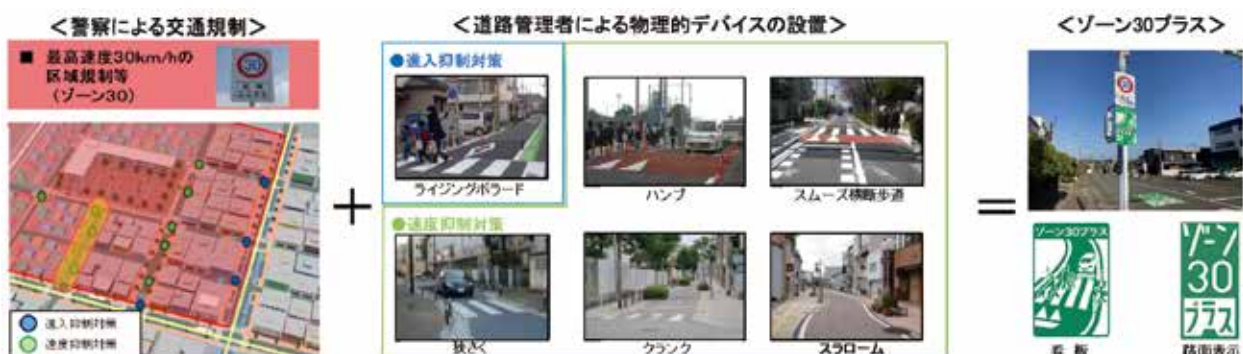 ＜警察による交通規制＞
■ 最高速度30km/hの
区域規制等
（ゾーン30）
30
進入抑制対策
速度抑制対策
+
＜道路管理者による物理的デバイスの設置＞
●進入抑制対策
ライジングボラード
ハンプ
スムーズ横断歩道
●速度抑制対策
狭さく
クランク
スラローム
=
＜ゾーン30プラス＞
ゾーン30プラス
看板
ゾーン
30
プラス
路面表示